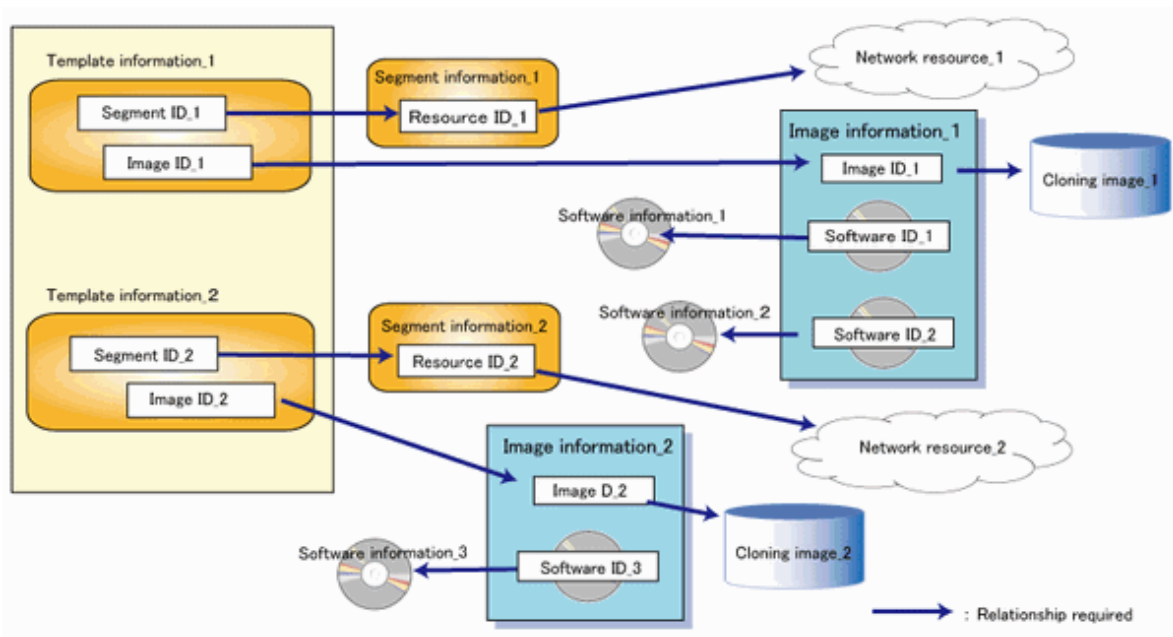 Template information_1
Segment ID_1
Image ID_1
Segment information_1
Resource ID_1
Network resource_1
Image information_1
Image ID_1
Cloning image_1
Software information_1
Software ID_1
Software information_2
Software ID_2
Template information_2
Segment ID_2
Image ID_2
Segment information_2
Resource ID_2
Network resource_2
Image information_2
Image D_2
Cloning image_2
Software information_3
Software ID_3
: Relationship required